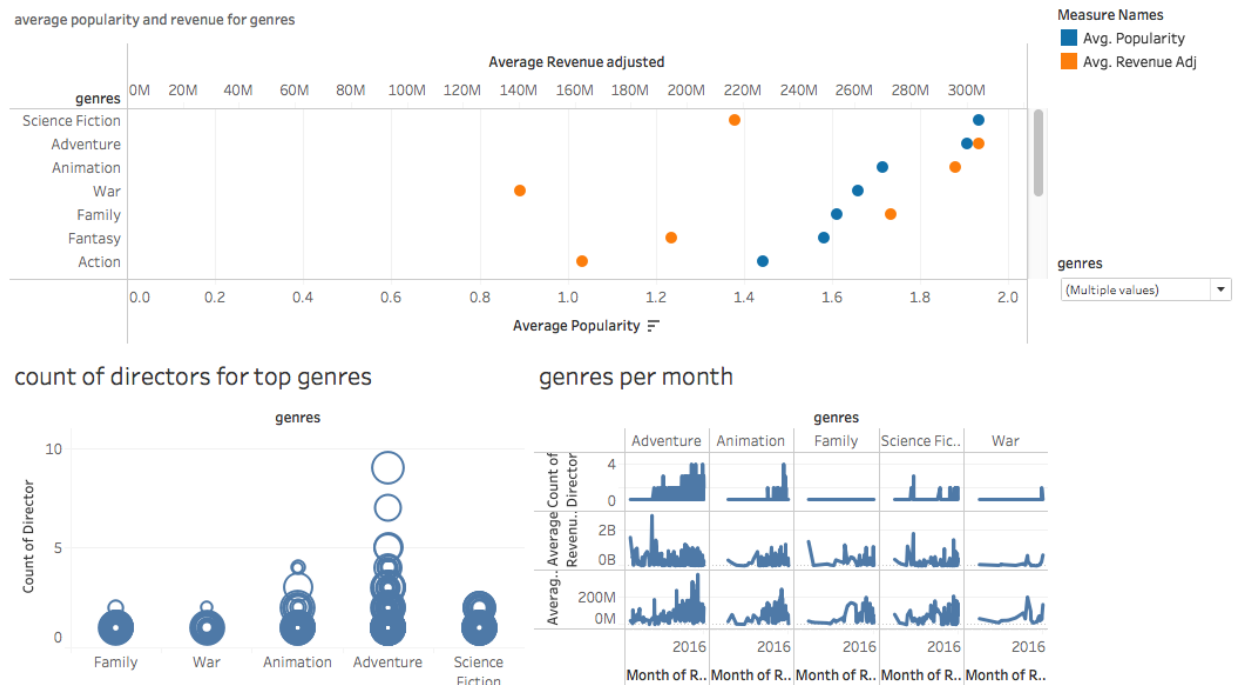 average popularity and revenue for genres
Measure Names
Avg. Popularity
Avg. Revenue Adj
Average Revenue adjusted
genres
0M 20M 40M 60M 80M 100M 120M 140M 160M 180M 200M 220M 240M 260M 280M 300M
Science Fiction
Adventure
Animation
War
Family
Fantasy
Action
0.0 0.2 0.4 0.6 0.8 1.0 1.2 1.4 1.6 1.8 2.0
Average Popularity
genres
(Multiple values)
count of directors for top genres
genres
Count of Director
10
5
0
Family War Animation Adventure Science
Fiction
genres per month
genres
Adventure Animation Family Science Fic.. War
Count of
Director
4
0
Average
Revenu..
2B
0B
Averag..
200M
0M
2016 2016 2016 2016 2016
Month of R.. Month of R.. Month of R.. Month of R.. Month of R..